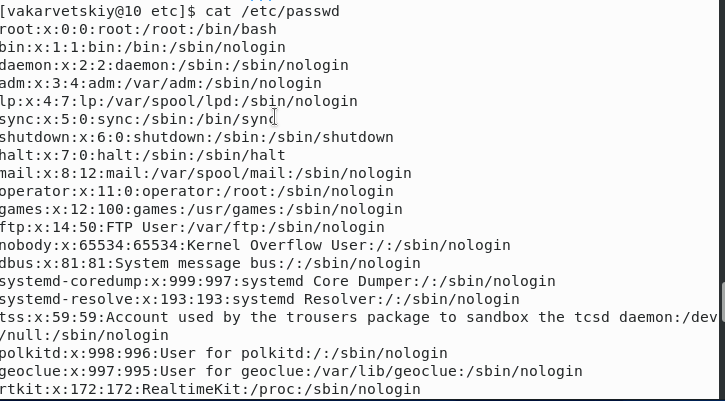 [vakarvetskiy@10 etc]$ cat /etc/passwd
root:x:0:0:root:/root:/bin/bash
bin:x:1:1:bin:/bin:/sbin/nologin
daemon:x:2:2:daemon:/sbin:/sbin/nologin
adm:x:3:4:adm:/var/adm:/sbin/nologin
lp:x:4:7:lp:/var/spool/lpd:/sbin/nologin
sync:x:5:0:sync:/sbin:/bin/sync
shutdown:x:6:0:shutdown:/sbin:/sbin/shutdown
halt:x:7:0:halt:/sbin:/sbin/halt
mail:x:8:12:mail:/var/spool/mail:/sbin/nologin
operator:x:11:0:operator:/root:/sbin/nologin
games:x:12:100:games:/usr/games:/sbin/nologin
ftp:x:14:50:FTP User:/var/ftp:/sbin/nologin
nobody:x:65534:65534:Kernel Overflow User:/:/sbin/nologin
dbus:x:81:81:System message bus:/:/sbin/nologin
systemd-coredump:x:999:997:systemd Core Dumper:/:/sbin/nologin
systemd-resolve:x:193:193:systemd Resolver:/:/sbin/nologin
tss:x:59:59:Account used by the trousers package to sandbox the tcsd daemon:/dev
/null:/sbin/nologin
polkitd:x:998:996:User for polkitd:/:/sbin/nologin
geoclue:x:997:995:User for geoclue:/var/lib/geoclue:/sbin/nologin
rtkit:x:172:172:RealtimeKit:/proc:/sbin/nologin